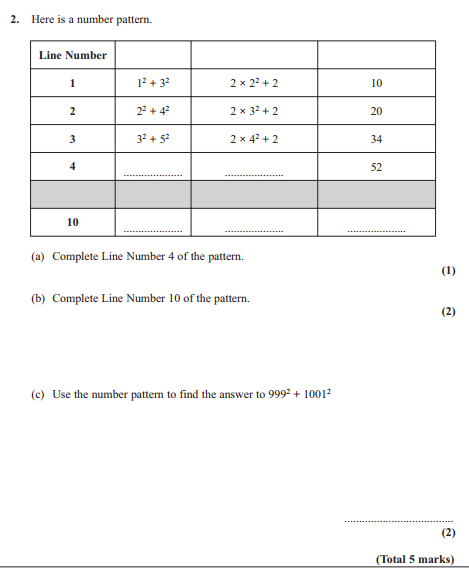 2. Here is a number pattern.
Line Number
1 1² + 3² 2 × 2² + 2 10
2 2² + 4² 2 × 3² + 2 20
3 3² + 5² 2 × 4² + 2 34
4 ..................... ..................... 52
10 ..................... ..................... .....................
(a) Complete Line Number 4 of the pattern.
(1)
(b) Complete Line Number 10 of the pattern.
(2)
(c) Use the number pattern to find the answer to 999² + 1001²
.....................................
(2)
(Total 5 marks)